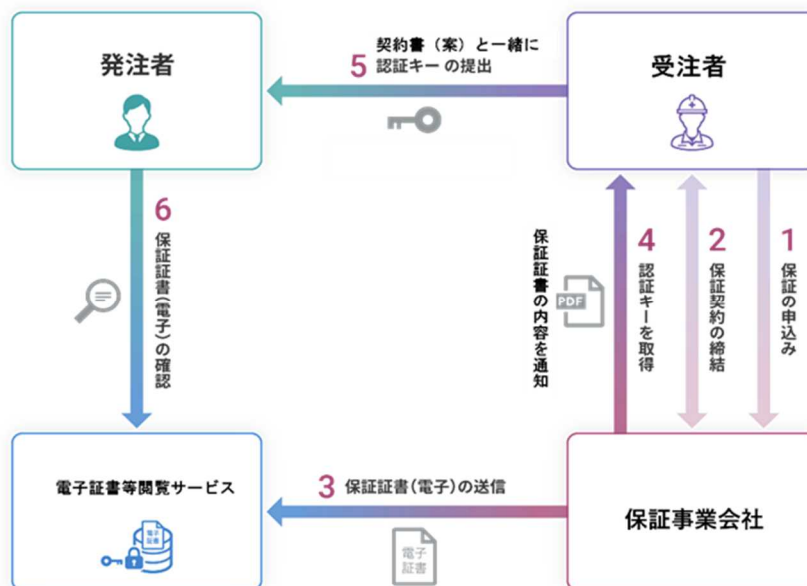 発注者
契約書（案）と一緒に
5 認証キーの提出
受注者
6
保証証書(電子)の確認
保証証書の内容を通知
PDF
4
認証キーを取得
2
保証契約の締結
1
保証の申込み
電子証書等閲覧サービス
電子
証書
3 保証証書(電子)の送信
電子
証書
保証事業会社